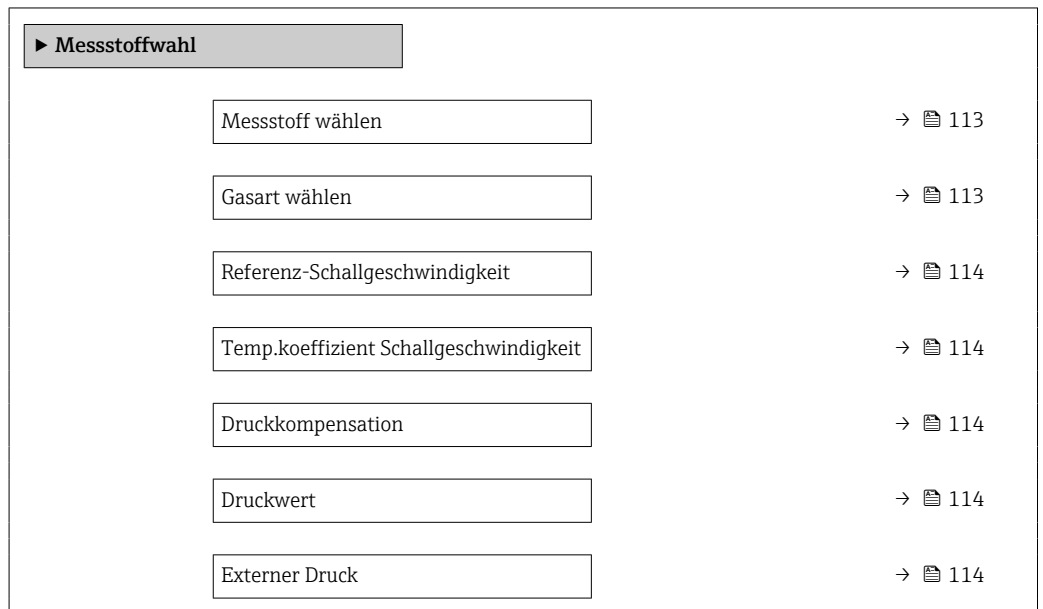 ▶ Messstoffwahl
Messstoff wählen → 113
Gasart wählen → 113
Referenz-Schallgeschwindigkeit → 114
Temp.koeffizient Schallgeschwindigkeit → 114
Druckkompensation → 114
Druckwert → 114
Externer Druck → 114